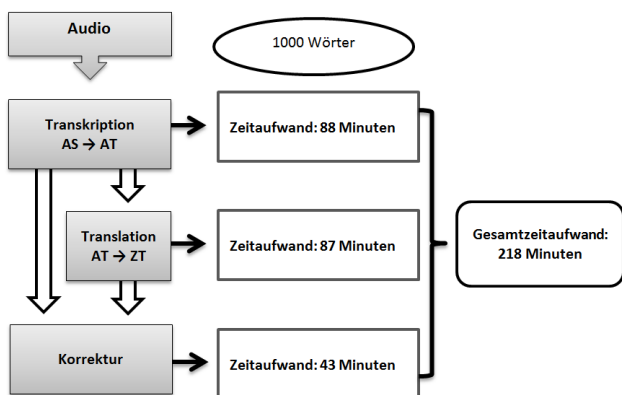 Audio
1000 Wörter
Transkription
AS → AT
Zeitaufwand: 88 Minuten
Translation
AT → ZT
Zeitaufwand: 87 Minuten
Gesamtzeitaufwand:
218 Minuten
Korrektur
Zeitaufwand: 43 Minuten